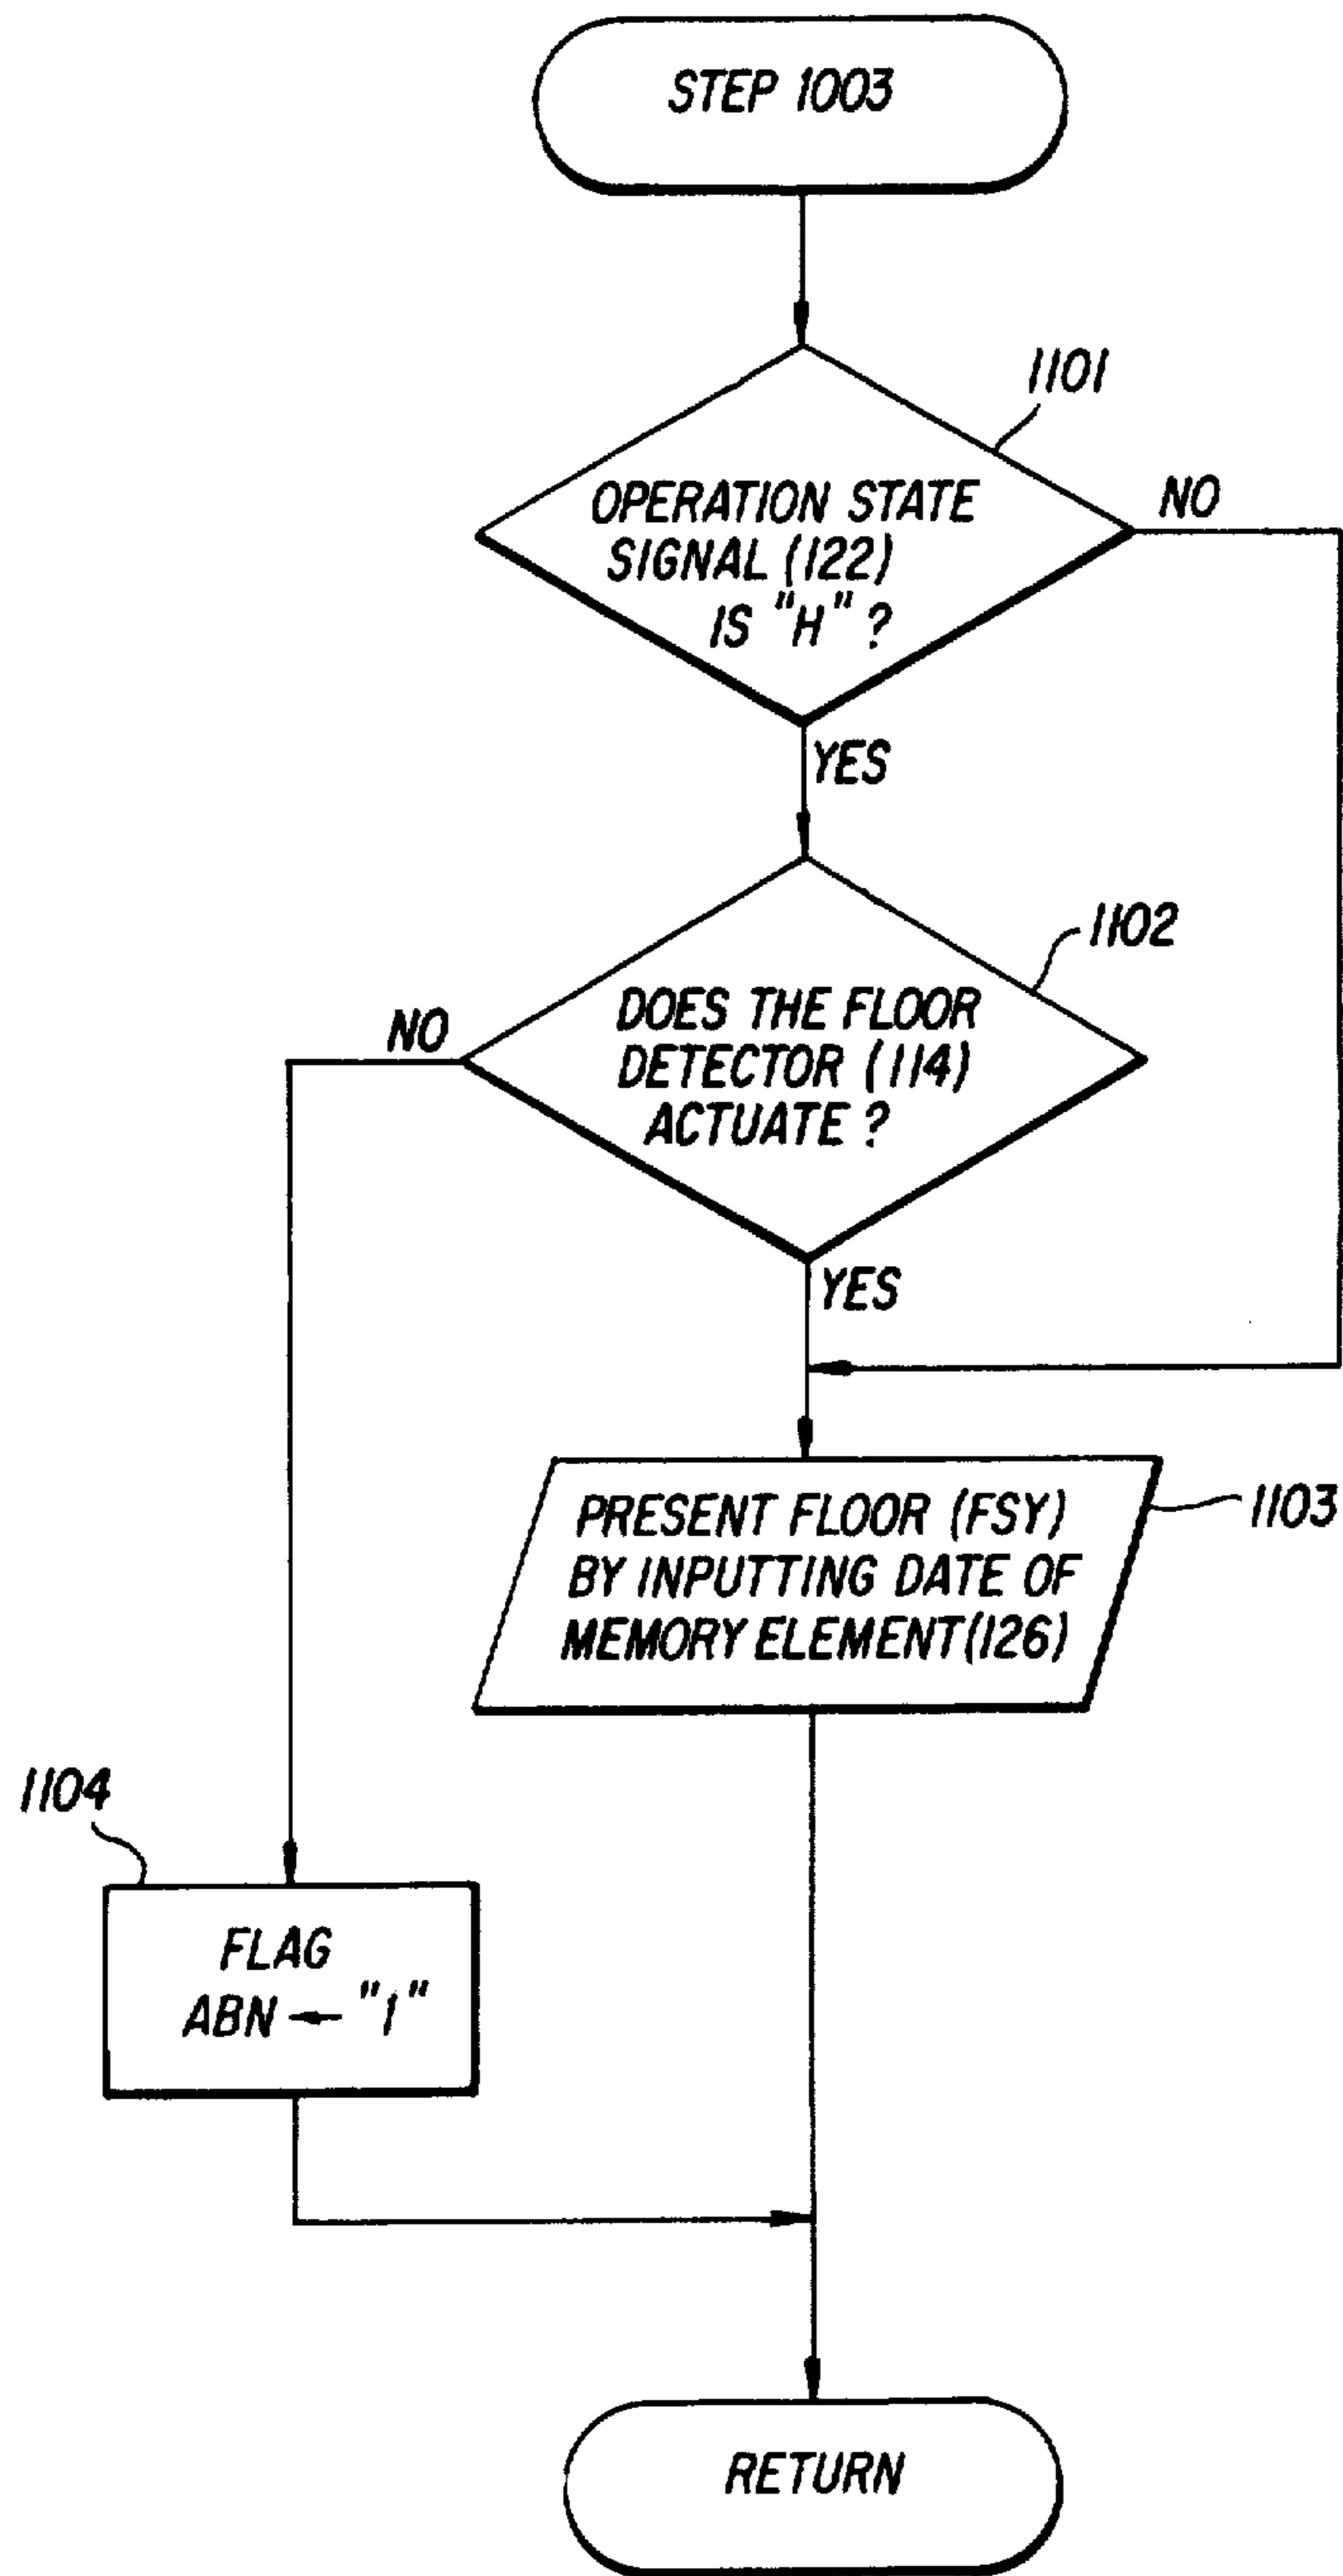 STEP 1003
1101
OPERATION STATE
SIGNAL (122)
IS "H" ?
NO
YES
1102
DOES THE FLOOR
DETECTOR (114)
ACTUATE ?
NO
YES
PRESENT FLOOR (FSY)
BY INPUTTING DATE OF
MEMORY ELEMENT (126)
1103
1104
FLAG
ABN ← "1"
RETURN